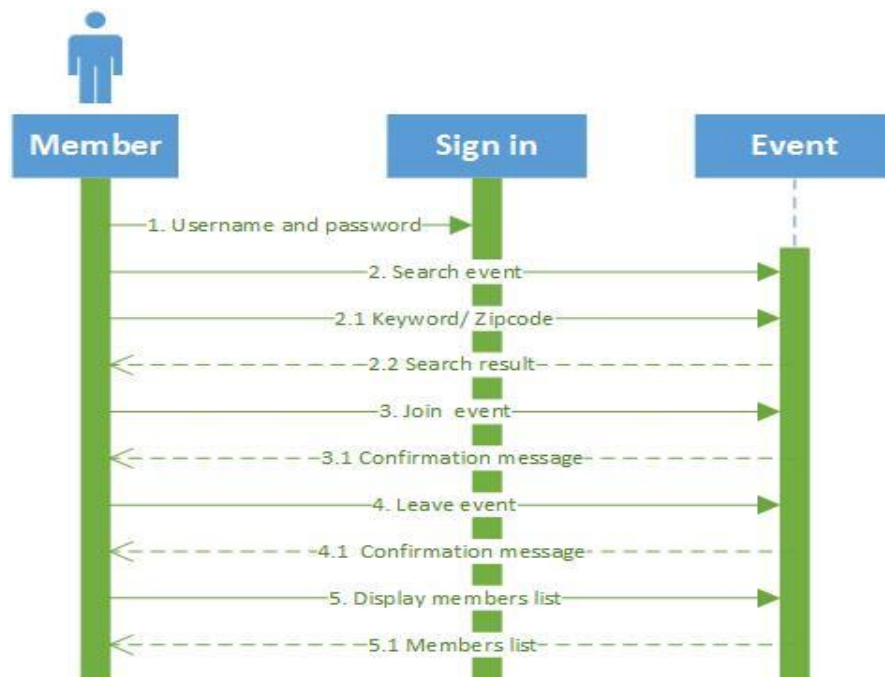 Member
Sign in
Event
1. Username and password
2. Search event
2.1 Keyword/ Zipcode
2.2 Search result
3. Join event
3.1 Confirmation message
4. Leave event
4.1 Confirmation message
5. Display members list
5.1 Members list